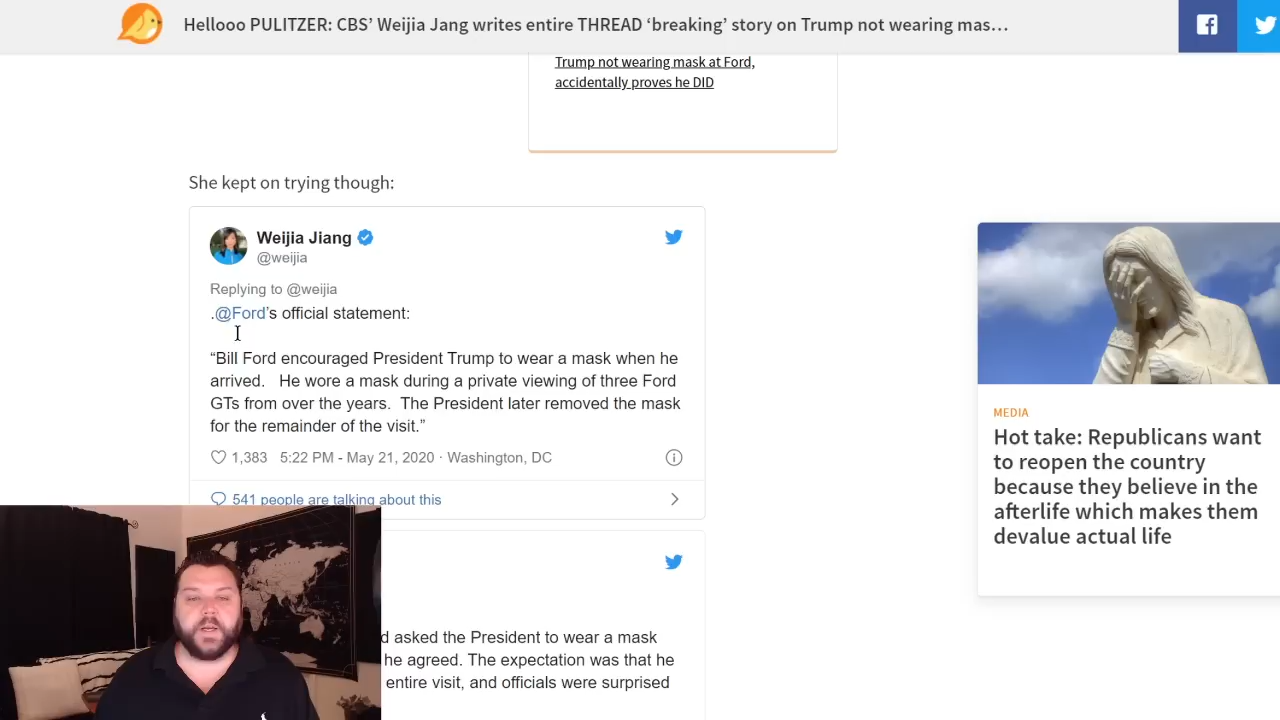 Hellooo PULITZER: CBS’ Weijia Jang writes entire THREAD ‘breaking’ story on Trump not wearing mas…
Trump not wearing mask at Ford,
accidentally proves he DID
She kept on trying though:
Weijia Jiang
@weijia
Replying to @weijia
.@Ford’s official statement:
“Bill Ford encouraged President Trump to wear a mask when he
arrived.   He wore a mask during a private viewing of three Ford
GTs from over the years.  The President later removed the mask
for the remainder of the visit.”
1,383 5:22 PM - May 21, 2020 · Washington, DC
541 people are talking about this
d asked the President to wear a mask
he agreed. The expectation was that he
entire visit, and officials were surprised
MEDIA
Hot take: Republicans want
to reopen the country
because they believe in the
afterlife which makes them
devalue actual life